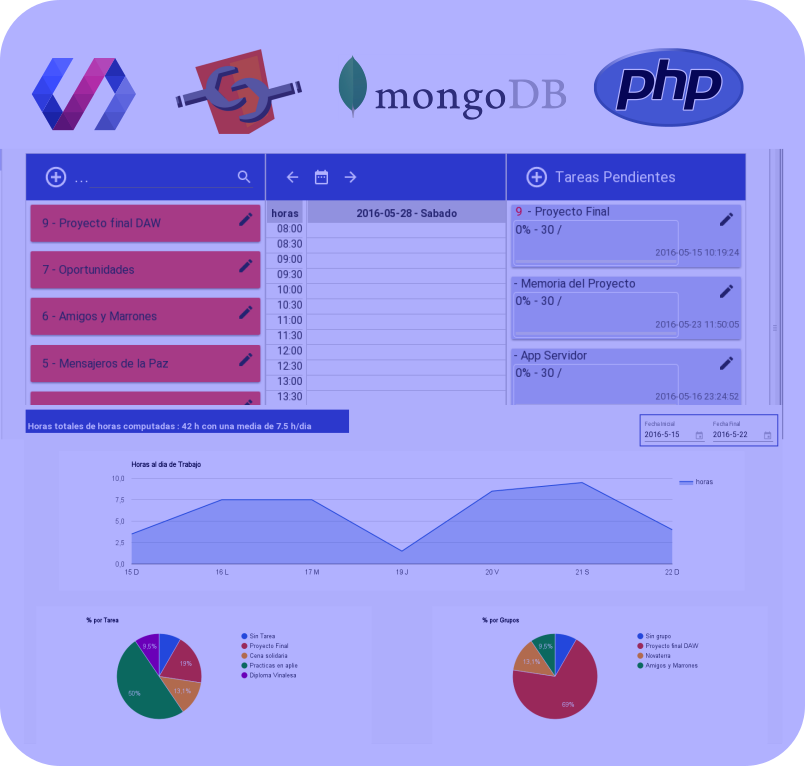 mongoDB
php
...
Tareas Pendientes
9 - Proyecto final DAW
7 - Oportunidades
6 - Amigos y Marrones
5 - Mensajeros de la Paz
horas
2016-05-28 - Sabado
08:00
08:30
09:00
09:30
10:00
10:30
11:00
11:30
12:00
12:30
13:00
13:30
9 - Proyecto Final
0% - 30 /
2016-05-15 10:19:24
- Memoria del Proyecto
0% - 30 /
2016-05-23 11:50:05
- App Servidor
0% - 30 /
2016-05-16 23:24:52
Horas totales de horas computadas : 42 h con una media de 7.5 h/dia
Fecha Inicial
2016-5-15
Fecha Final
2016-5-22
Horas al dia de Trabajo
10,0
7,5
5,0
2,5
0,0
15 D
16 L
17 M
19 J
20 V
21 S
22 D
horas
% por Tarea
9,5%
19%
13,1%
50%
Sin Tarea
Proyecto Final
Cena solidaria
Practicas en aplie
Diploma Vinalesa
% por Grupos
9,5%
13,1%
69%
Sin grupo
Proyecto final DAW
Novaterra
Amigos y Marrones